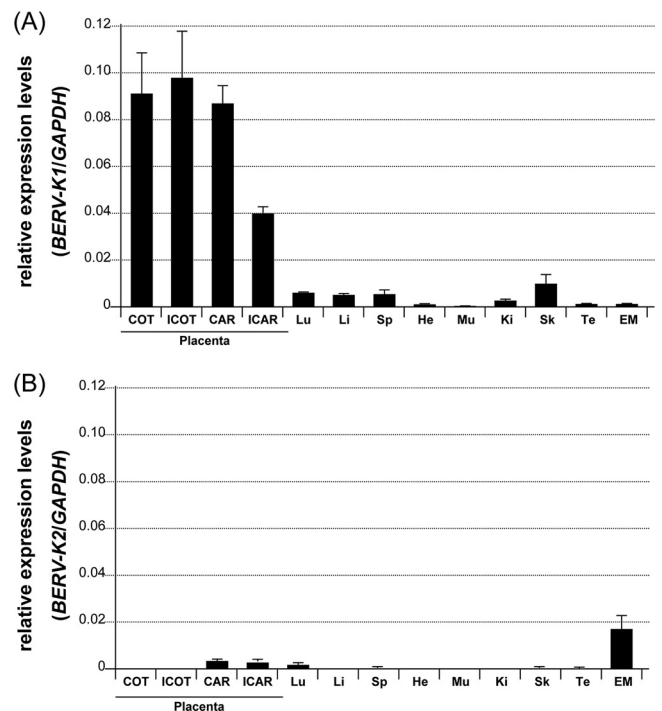 (A)
relative expression levels
(BERV-K1/GAPDH)
0.12
0.10
0.08
0.06
0.04
0.02
0
COT ICOT CAR ICAR Lu Li Sp He Mu Ki Sk Te EM
Placenta
(B)
relative expression levels
(BERV-K2/GAPDH)
0.12
0.10
0.08
0.06
0.04
0.02
0
COT ICOT CAR ICAR Lu Li Sp He Mu Ki Sk Te EM
Placenta